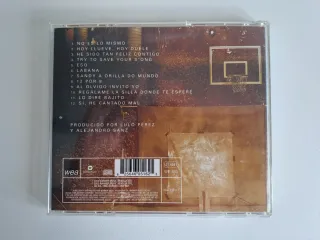 1. NO ES LO MISMO
2. HOY LLUEVE, HOY DUELE
3. HE SIDO TAN FELIZ CONTIGO
4. TRY TO SAVE YOUR S'ONG
5. ESO
6. LABANA
7. SANDY A ORILLA DO MUNDO
8. 12 POR 8
9. AL OLVIDO INVITO YO
10. REGÁLAME LA SILLA DONDE TE ESPERÉ
11. LO DIRÉ BAJITO
12. SI, HE CANTADO MAL
PRODUCIDO POR LULO PÉREZ
Y ALEJANDRO SANZ
wea